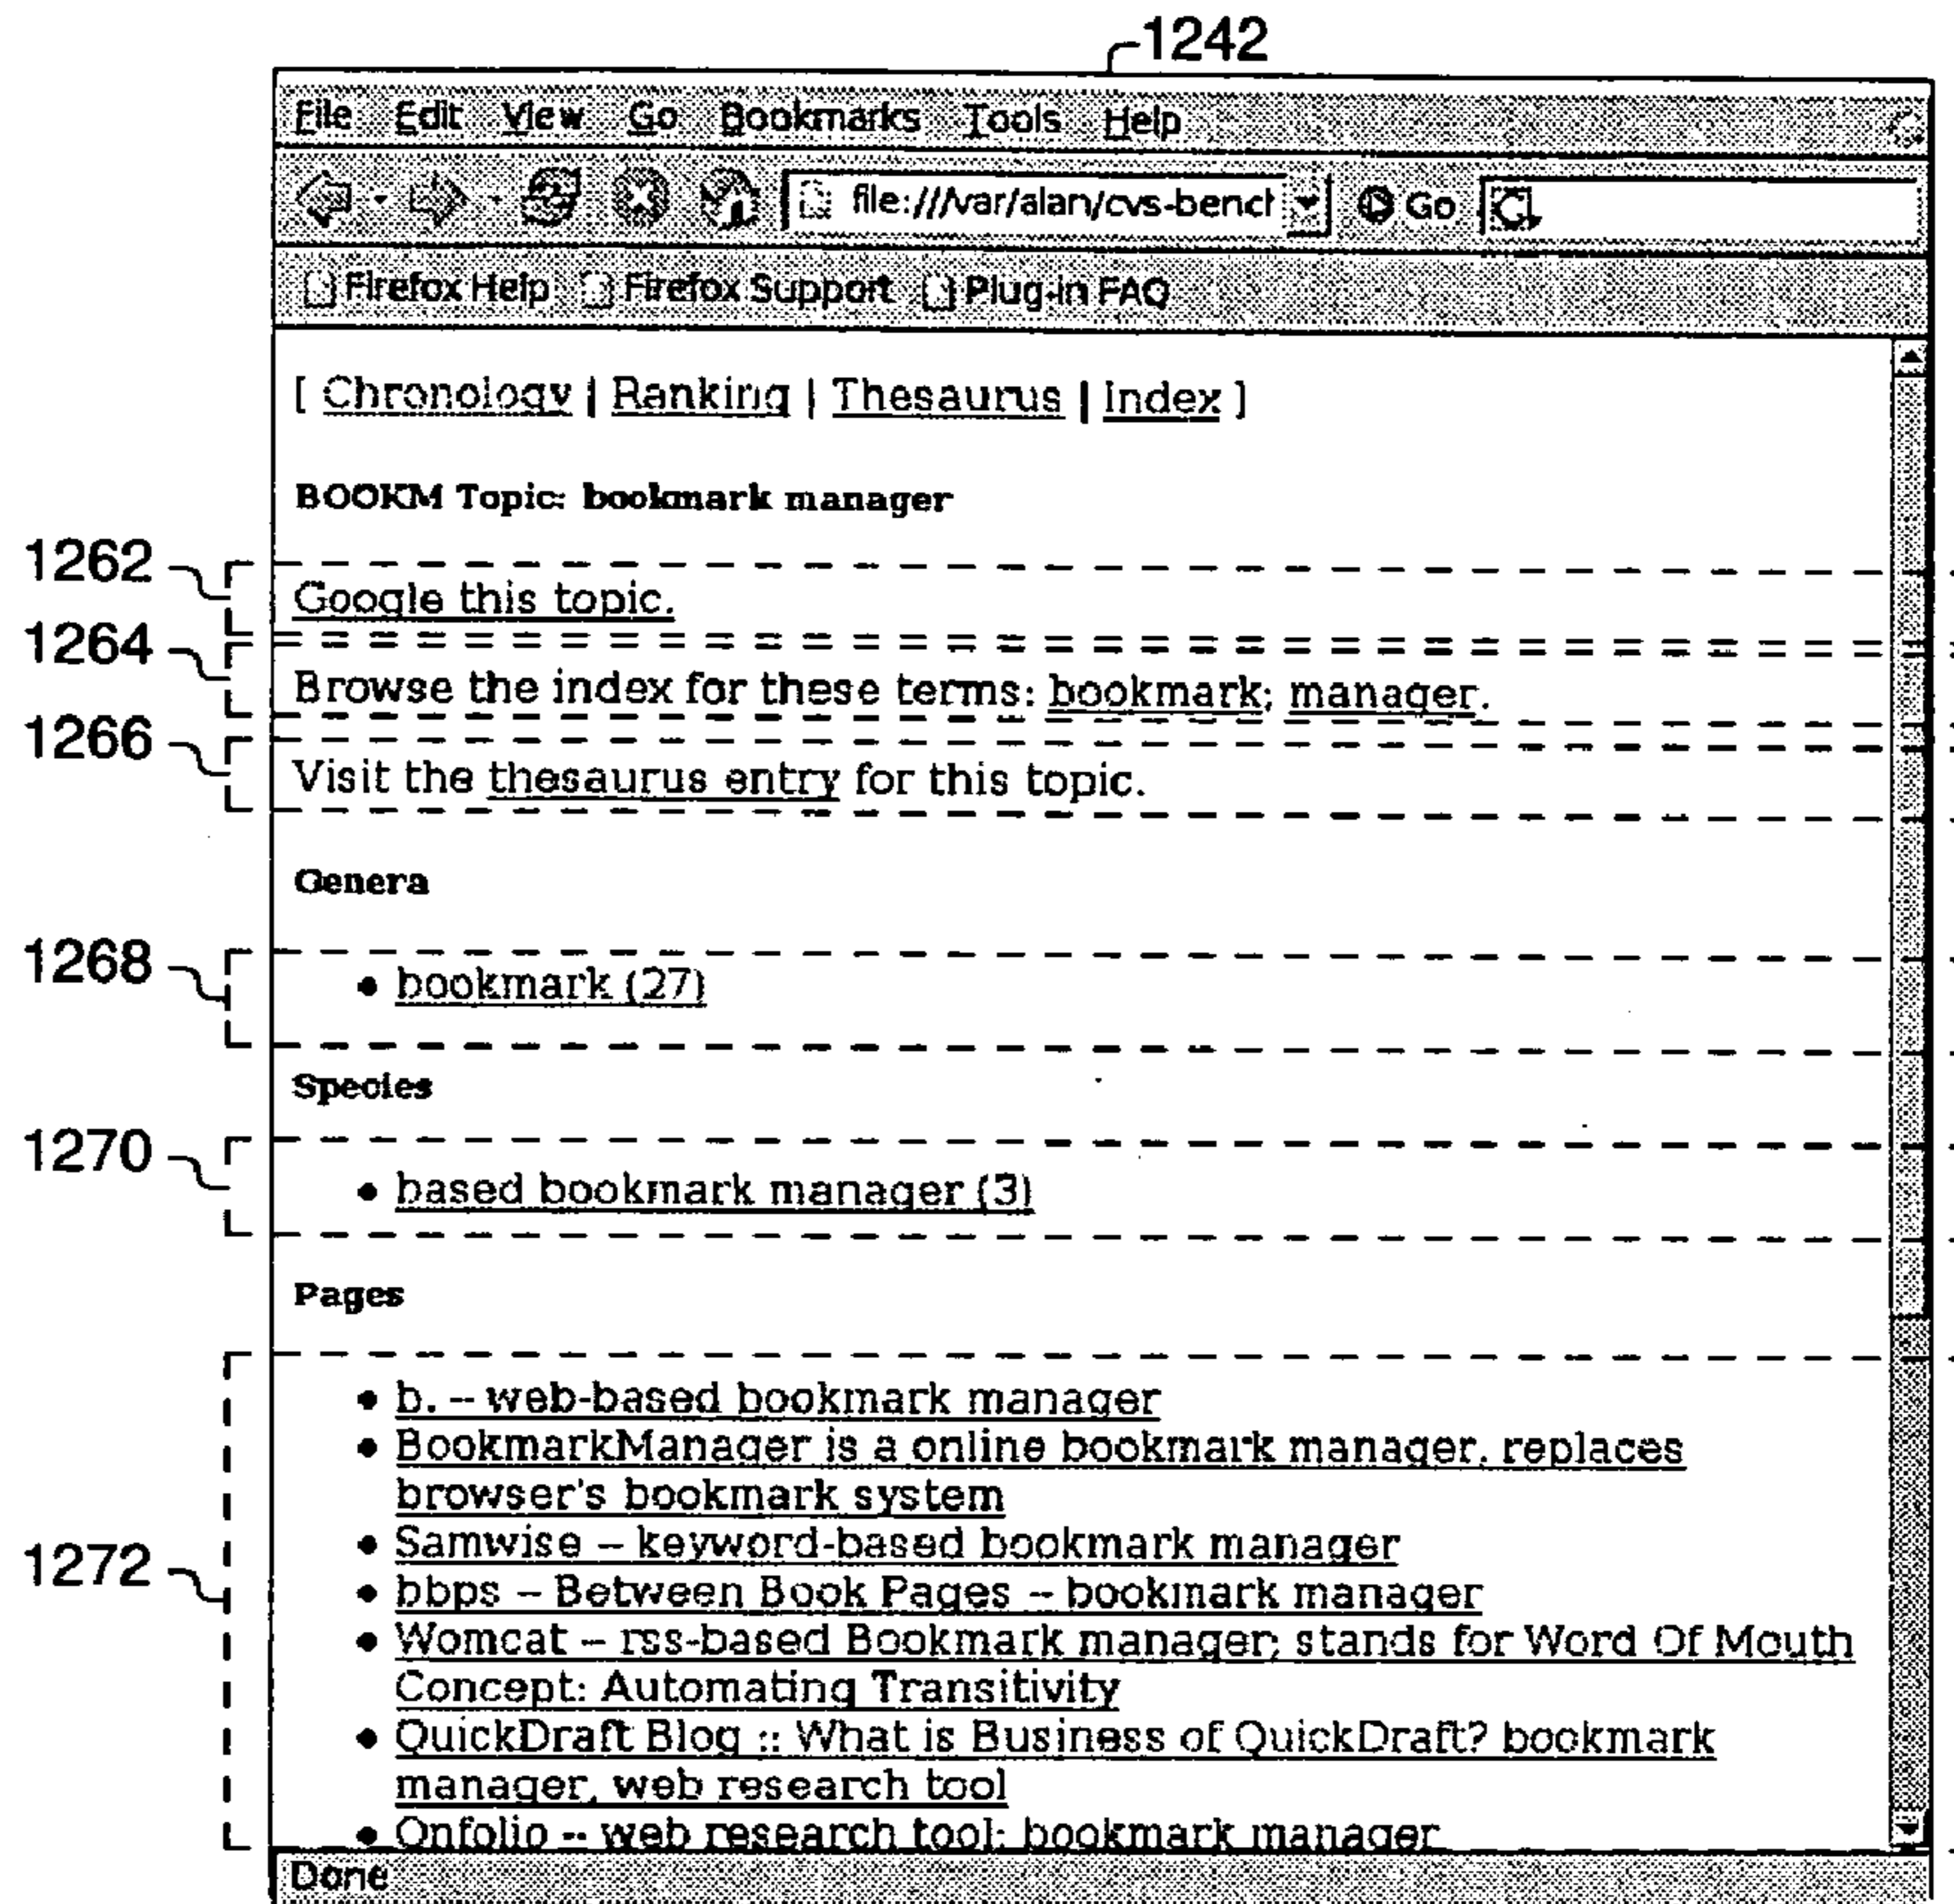 1242
File Edit View Go Bookmarks Tools Help
file:///var/alan/cvs-bencl Go
Firefox Help Firefox Support Plug-in FAQ
[ Chronology | Ranking | Thesaurus | Index ]
BOOKM Topic: bookmark manager
1262
Google this topic.
1264
Browse the index for these terms: bookmark; manager.
1266
Visit the thesaurus entry for this topic.
Genera
1268
• bookmark (27)
Species
1270
• based bookmark manager (3)
Pages
• b. -- web-based bookmark manager
• BookmarkManager is a online bookmark manager. replaces
browser's bookmark system
• Samwise -- keyword-based bookmark manager
1272
• bbps -- Between Book Pages -- bookmark manager
• Womcat -- rss-based Bookmark manager; stands for Word Of Mouth
Concept: Automating Transitivity
• QuickDraft Blog :: What is Business of QuickDraft? bookmark
manager, web research tool
• Onfolio -- web research tool; bookmark manager
Done